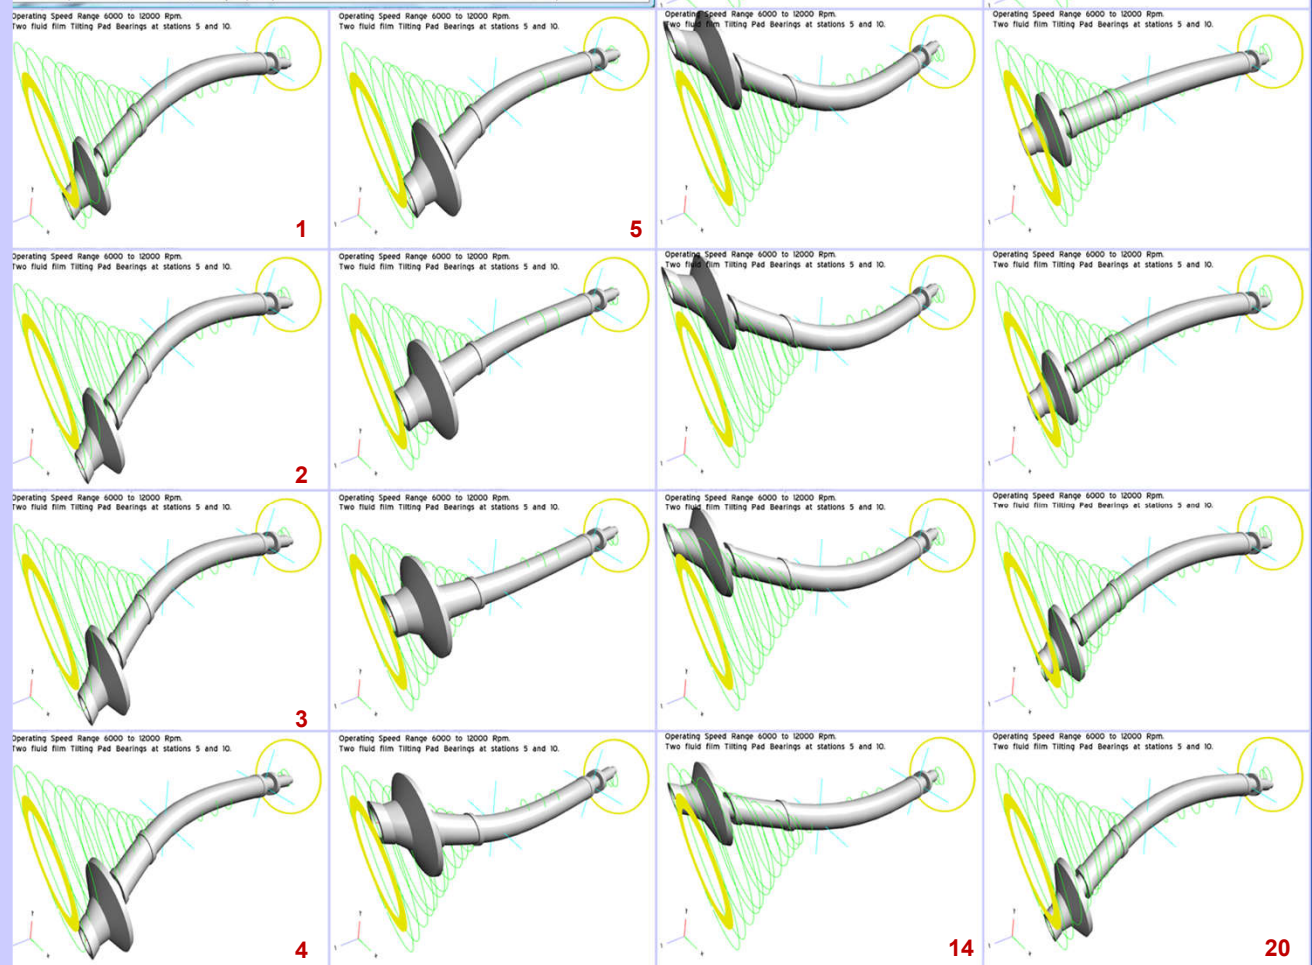 Operating Speed Range 6000 to 12000 Rpm.
Two fluid film Tilting Pad Bearings at stations 5 and 10.
1
Operating Speed Range 6000 to 12000 Rpm.
Two fluid film Tilting Pad Bearings at stations 5 and 10.
5
Operating Speed Range 6000 to 12000 Rpm.
Two fluid film Tilting Pad Bearings at stations 5 and 10.
Operating Speed Range 6000 to 12000 Rpm.
Two fluid film Tilting Pad Bearings at stations 5 and 10.
Operating Speed Range 6000 to 12000 Rpm.
Two fluid film Tilting Pad Bearings at stations 5 and 10.
2
Operating Speed Range 6000 to 12000 Rpm.
Two fluid film Tilting Pad Bearings at stations 5 and 10.
Operating Speed Range 6000 to 12000 Rpm.
Two fluid film Tilting Pad Bearings at stations 5 and 10.
Operating Speed Range 6000 to 12000 Rpm.
Two fluid film Tilting Pad Bearings at stations 5 and 10.
Operating Speed Range 6000 to 12000 Rpm.
Two fluid film Tilting Pad Bearings at stations 5 and 10.
3
Operating Speed Range 6000 to 12000 Rpm.
Two fluid film Tilting Pad Bearings at stations 5 and 10.
Operating Speed Range 6000 to 12000 Rpm.
Two fluid film Tilting Pad Bearings at stations 5 and 10.
Operating Speed Range 6000 to 12000 Rpm.
Two fluid film Tilting Pad Bearings at stations 5 and 10.
Operating Speed Range 6000 to 12000 Rpm.
Two fluid film Tilting Pad Bearings at stations 5 and 10.
4
Operating Speed Range 6000 to 12000 Rpm.
Two fluid film Tilting Pad Bearings at stations 5 and 10.
Operating Speed Range 6000 to 12000 Rpm.
Two fluid film Tilting Pad Bearings at stations 5 and 10.
14
Operating Speed Range 6000 to 12000 Rpm.
Two fluid film Tilting Pad Bearings at stations 5 and 10.
20